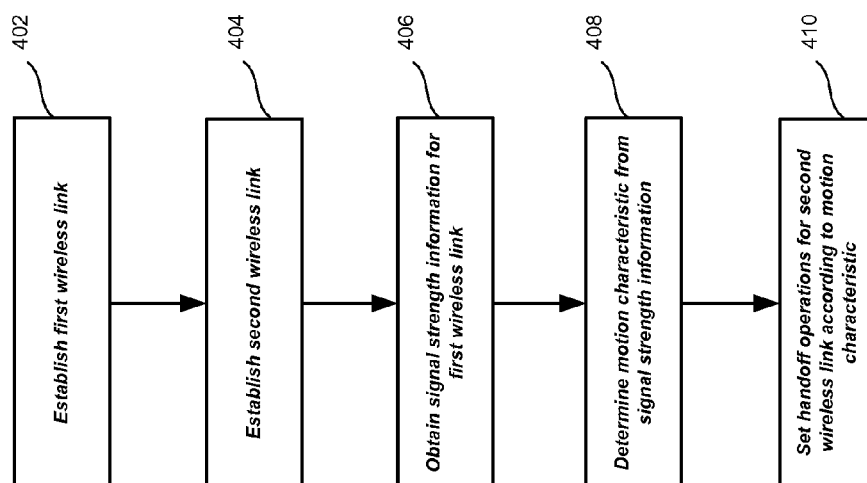 402
Establish first wireless link
404
Establish second wireless link
406
Obtain signal strength information for
first wireless link
408
Determine motion characteristic from
signal strength information
410
Set handoff operations for second
wireless link according to motion
characteristic